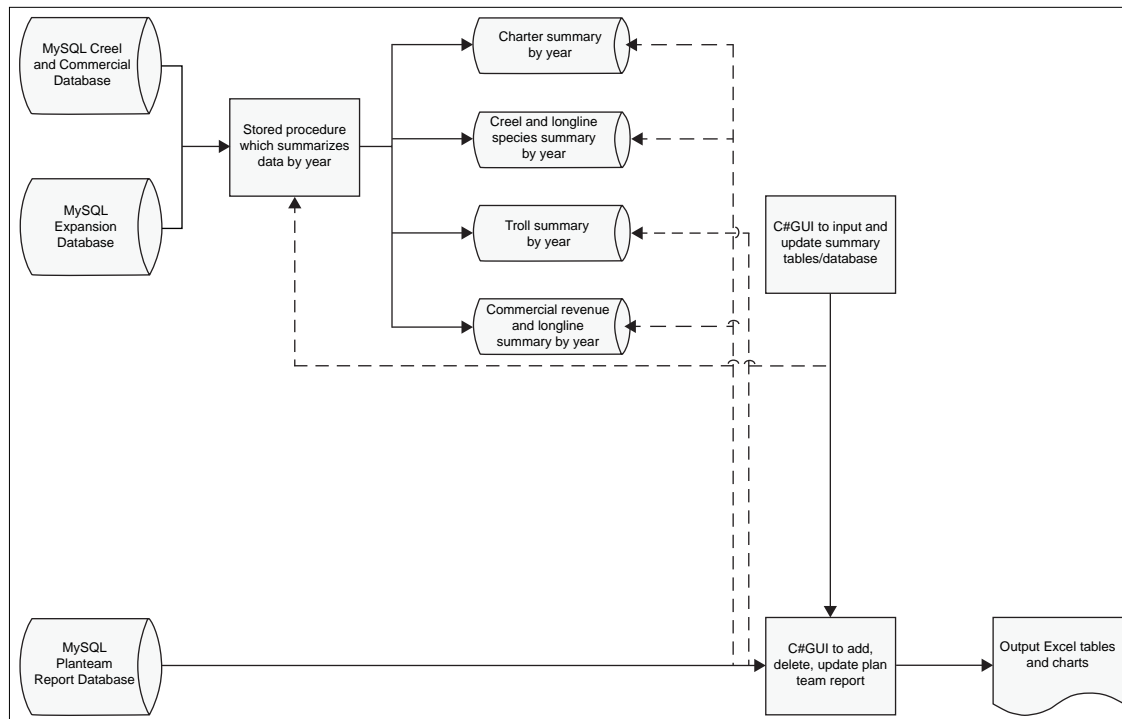 MySQL Creel
and Commercial
Database
Charter summary
by year
Stored procedure
which summarizes
data by year
Creel and longline
species summary
by year
MySQL
Expansion
Database
Troll summary
by year
C#GUI to input and
update summary
tables/database
Commercial revenue
and longline
summary by year
MySQL
Planteam
Report Database
C#GUI to add,
delete, update plan
team report
Output Excel tables
and charts